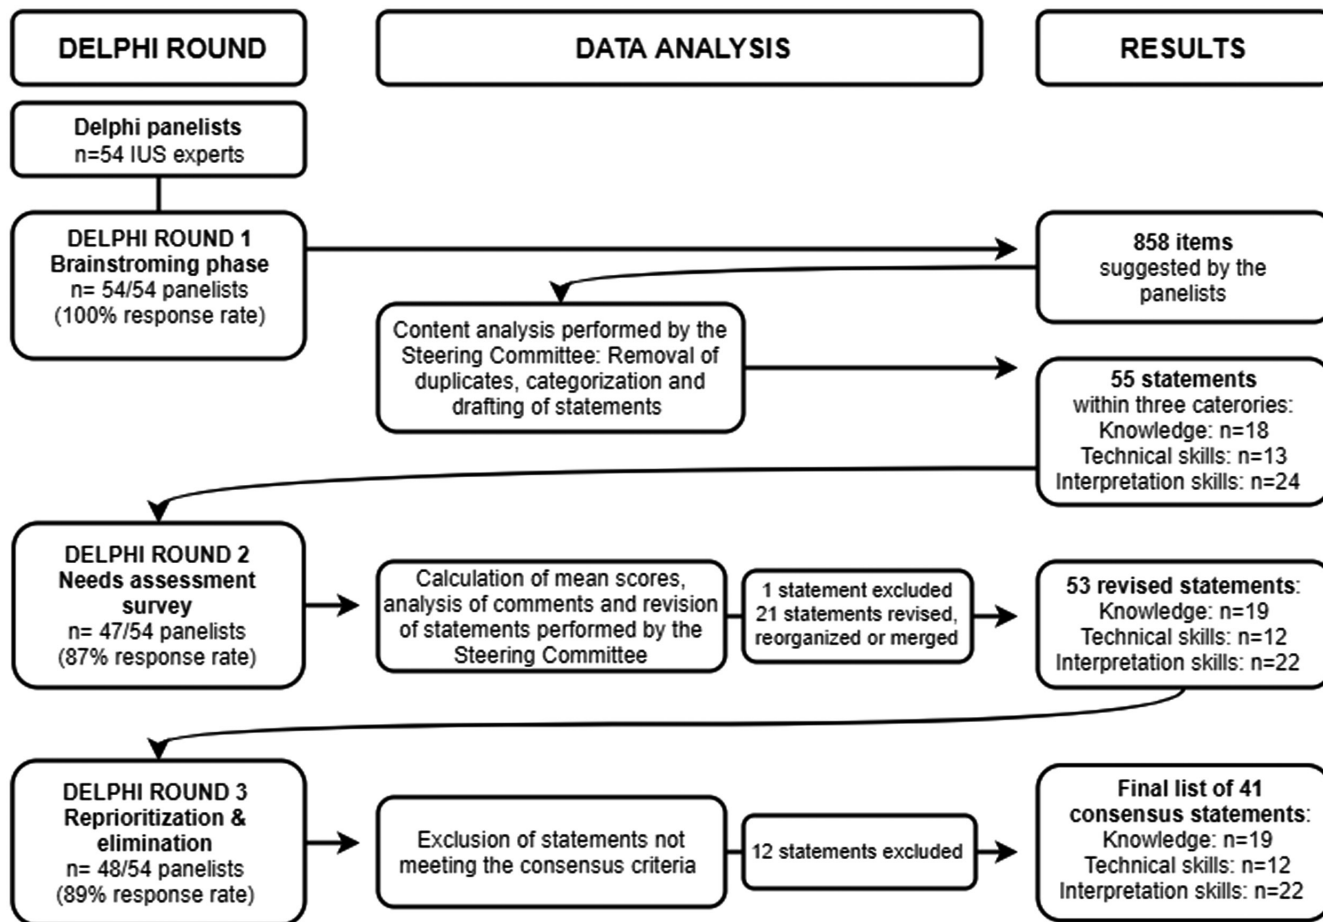 DELPHI ROUND
DATA ANALYSIS
RESULTS
Delphi panelists
n=54 IUS experts
DELPHI ROUND 1
Brainstroming phase
n= 54/54 panelists
(100% response rate)
858 items
suggested by the
panelists
Content analysis performed by the
Steering Committee: Removal of
duplicates, categorization and
drafting of statements
55 statements
within three caterories:
Knowledge: n=18
Technical skills: n=13
Interpretation skills: n=24
DELPHI ROUND 2
Needs assessment
survey
n= 47/54 panelists
(87% response rate)
Calculation of mean scores,
analysis of comments and revision
of statements performed by the
Steering Committee
1 statement excluded
21 statements revised,
reorganized or merged
53 revised statements:
Knowledge: n=19
Technical skills: n=12
Interpretation skills: n=22
DELPHI ROUND 3
Reprioritization &
elimination
n= 48/54 panelists
(89% response rate)
Exclusion of statements not
meeting the consensus criteria
12 statements excluded
Final list of 41
consensus statements:
Knowledge: n=19
Technical skills: n=12
Interpretation skills: n=22